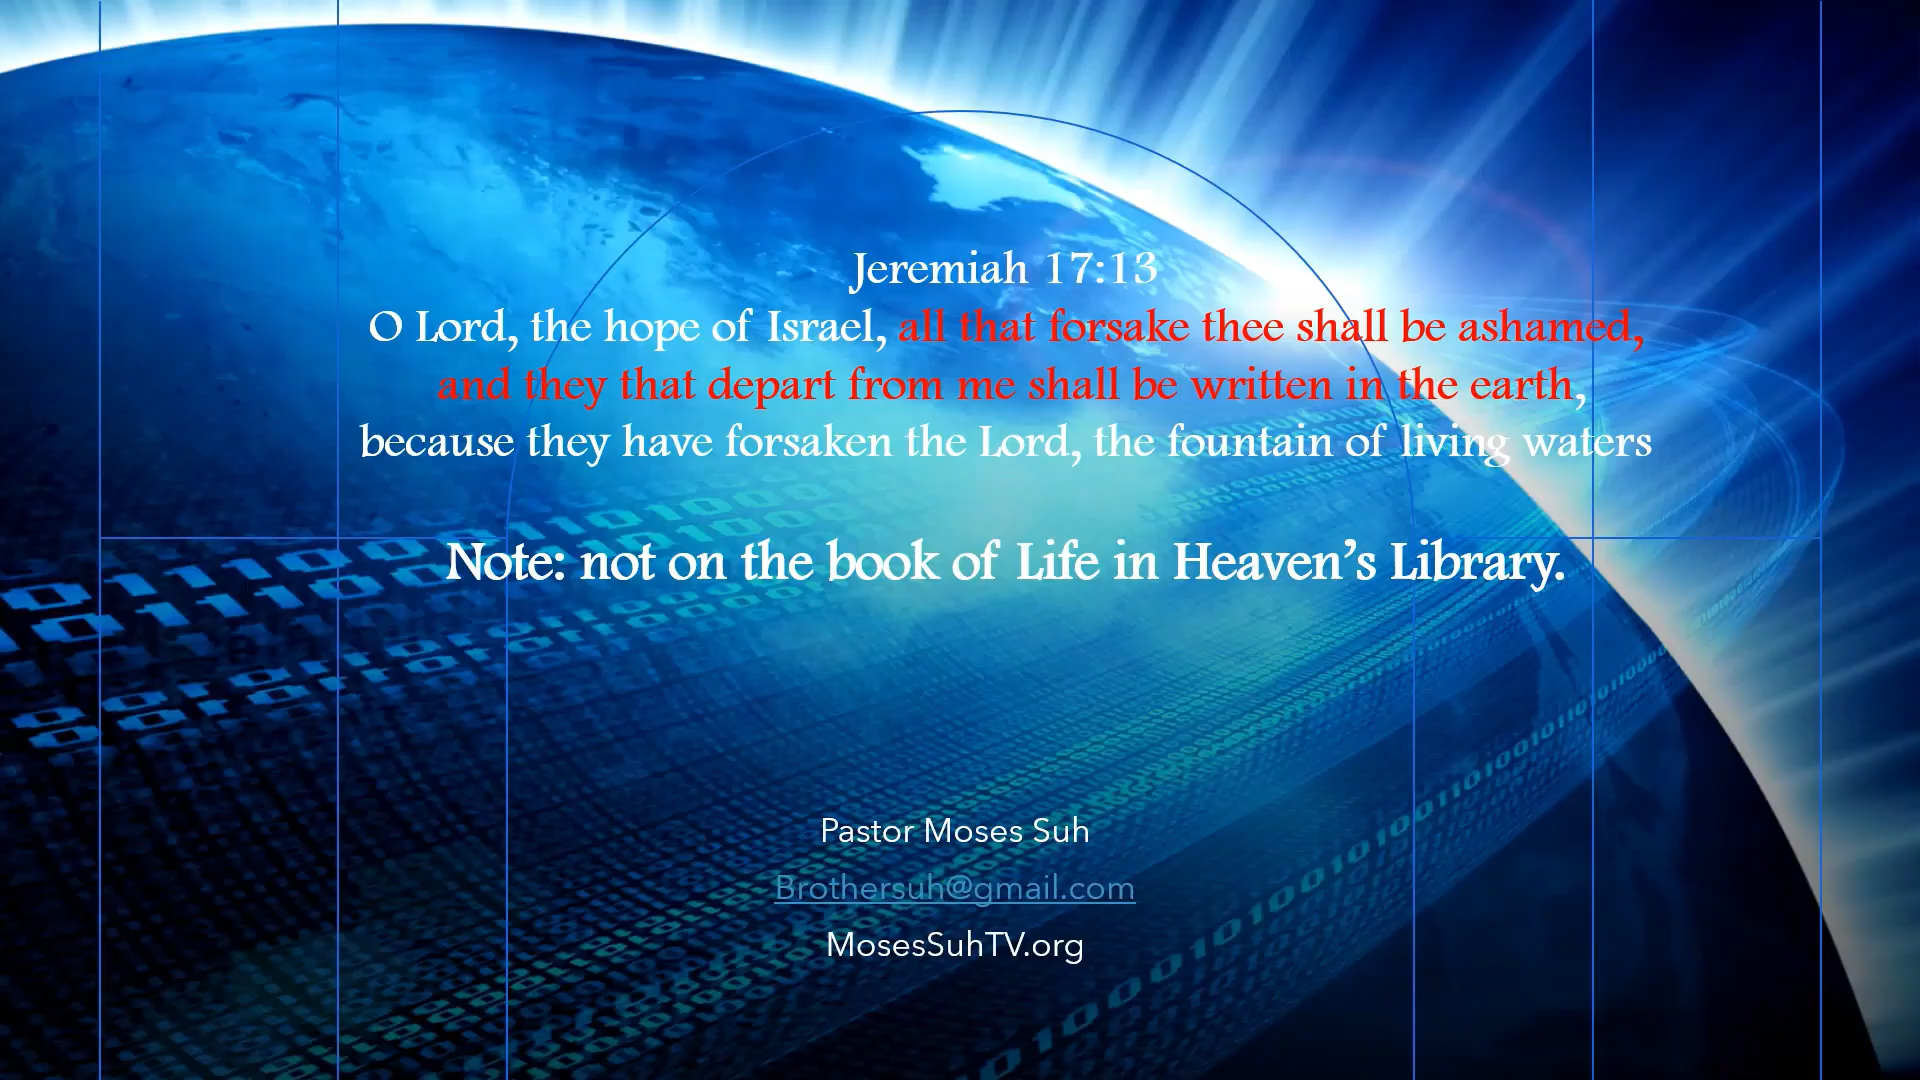 Jeremiah 17:13
O Lord, the hope of Israel, all that forsake thee shall be ashamed,
and they that depart from me shall be written in the earth,
because they have forsaken the Lord, the fountain of living waters
Note: not on the book of Life in Heaven’s Library.
Pastor Moses Suh
Brothersuh@gmail.com
MosesSuhTV.org